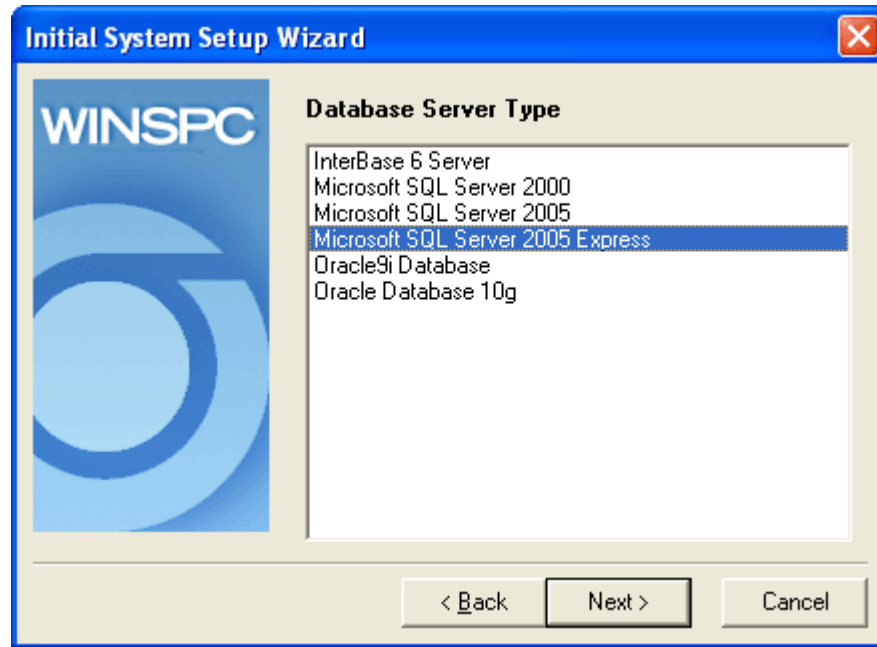 Initial System Setup Wizard
WINSPC
Database Server Type
InterBase 6 Server
Microsoft SQL Server 2000
Microsoft SQL Server 2005
Microsoft SQL Server 2005 Express
Oracle9i Database
Oracle Database 10g
< Back Next > Cancel